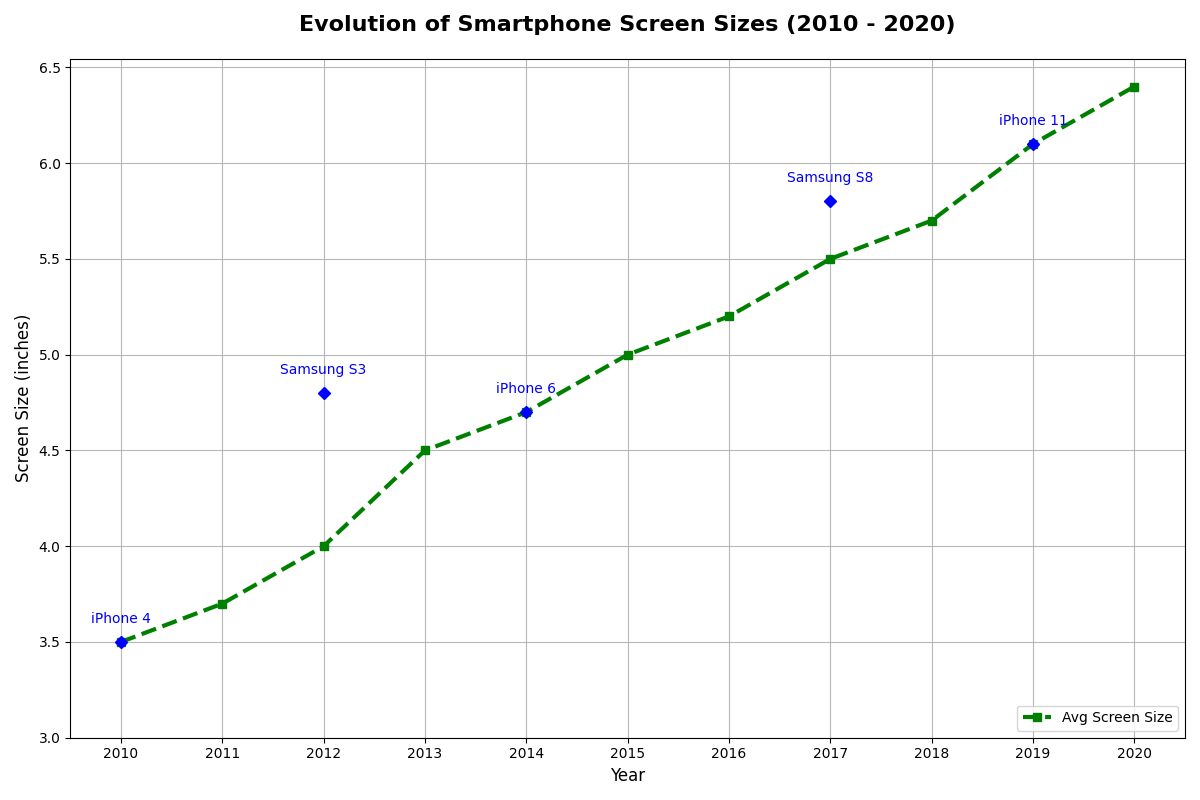 Evolution of Smartphone Screen Sizes (2010 - 2020)
6.5
6.0
5.5
5.0
4.5
4.0
3.5
3.0
Screen Size (inches)
iPhone 11
Samsung S8
Samsung S3
iPhone 6
iPhone 4
Avg Screen Size
2010 2011 2012 2013 2014 2015 2016 2017 2018 2019 2020
Year